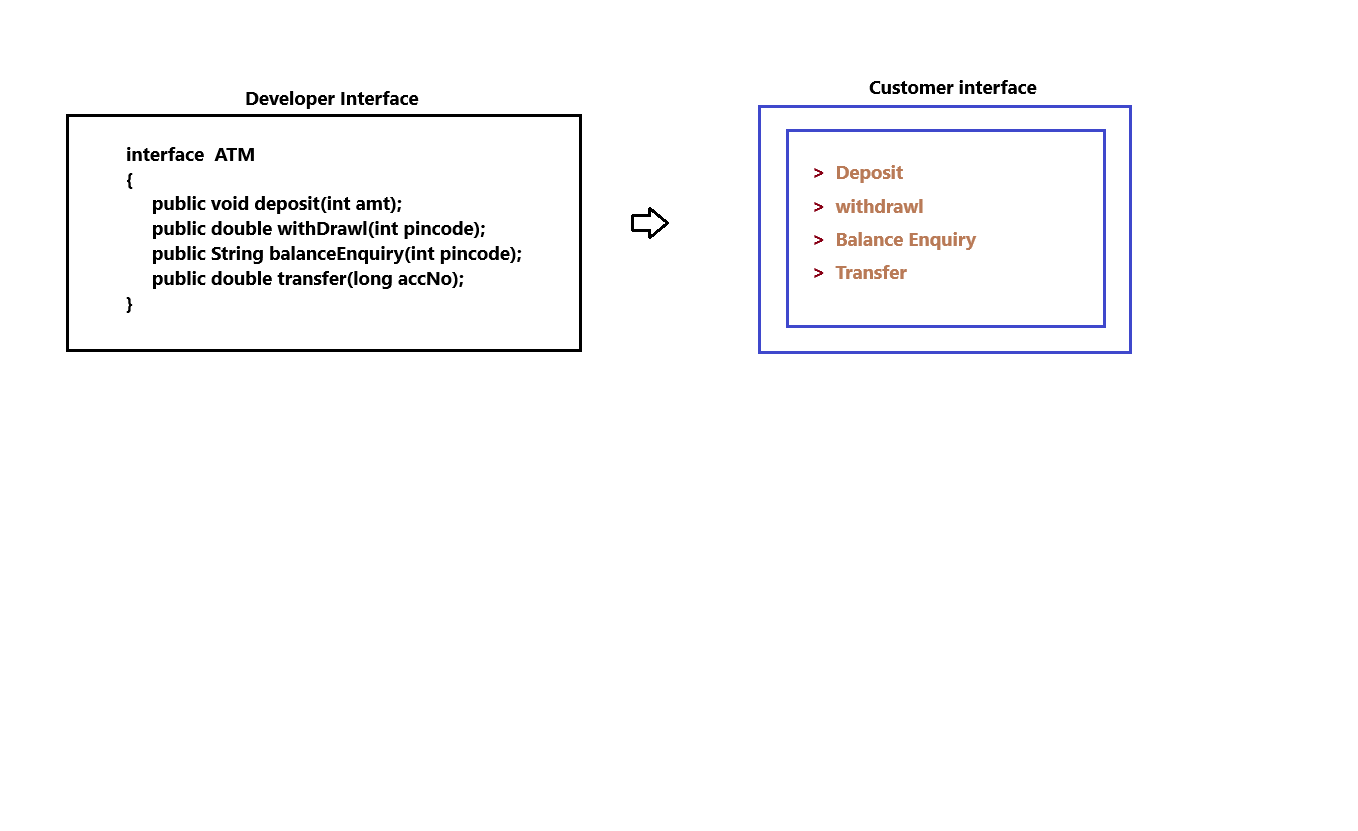 Developer Interface
interface  ATM
{
public void deposit(int amt);
public double withDrawl(int pincode);
public String balanceEnquiry(int pincode);
public double transfer(long accNo);
}
Customer interface
> Deposit
> withdrawl
> Balance Enquiry
> Transfer